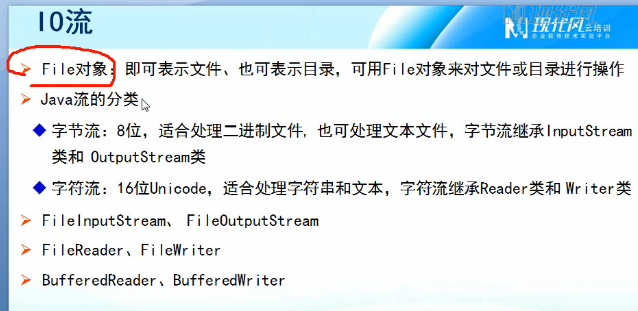 IO流
现代网云培训
企业软件技术实训平台
File对象：即可表示文件、也可表示目录，可用File对象来对文件或目录进行操作
Java流的分类
字节流：8位，适合处理二进制文件，也可处理文本文件，字节流继承InputStream
类和 OutputStream类
字符流：16位Unicode，适合处理字符串和文本，字符流继承Reader类和 Writer类
FileInputStream、 FileOutputStream
FileReader、FileWriter
BufferedReader、BufferedWriter